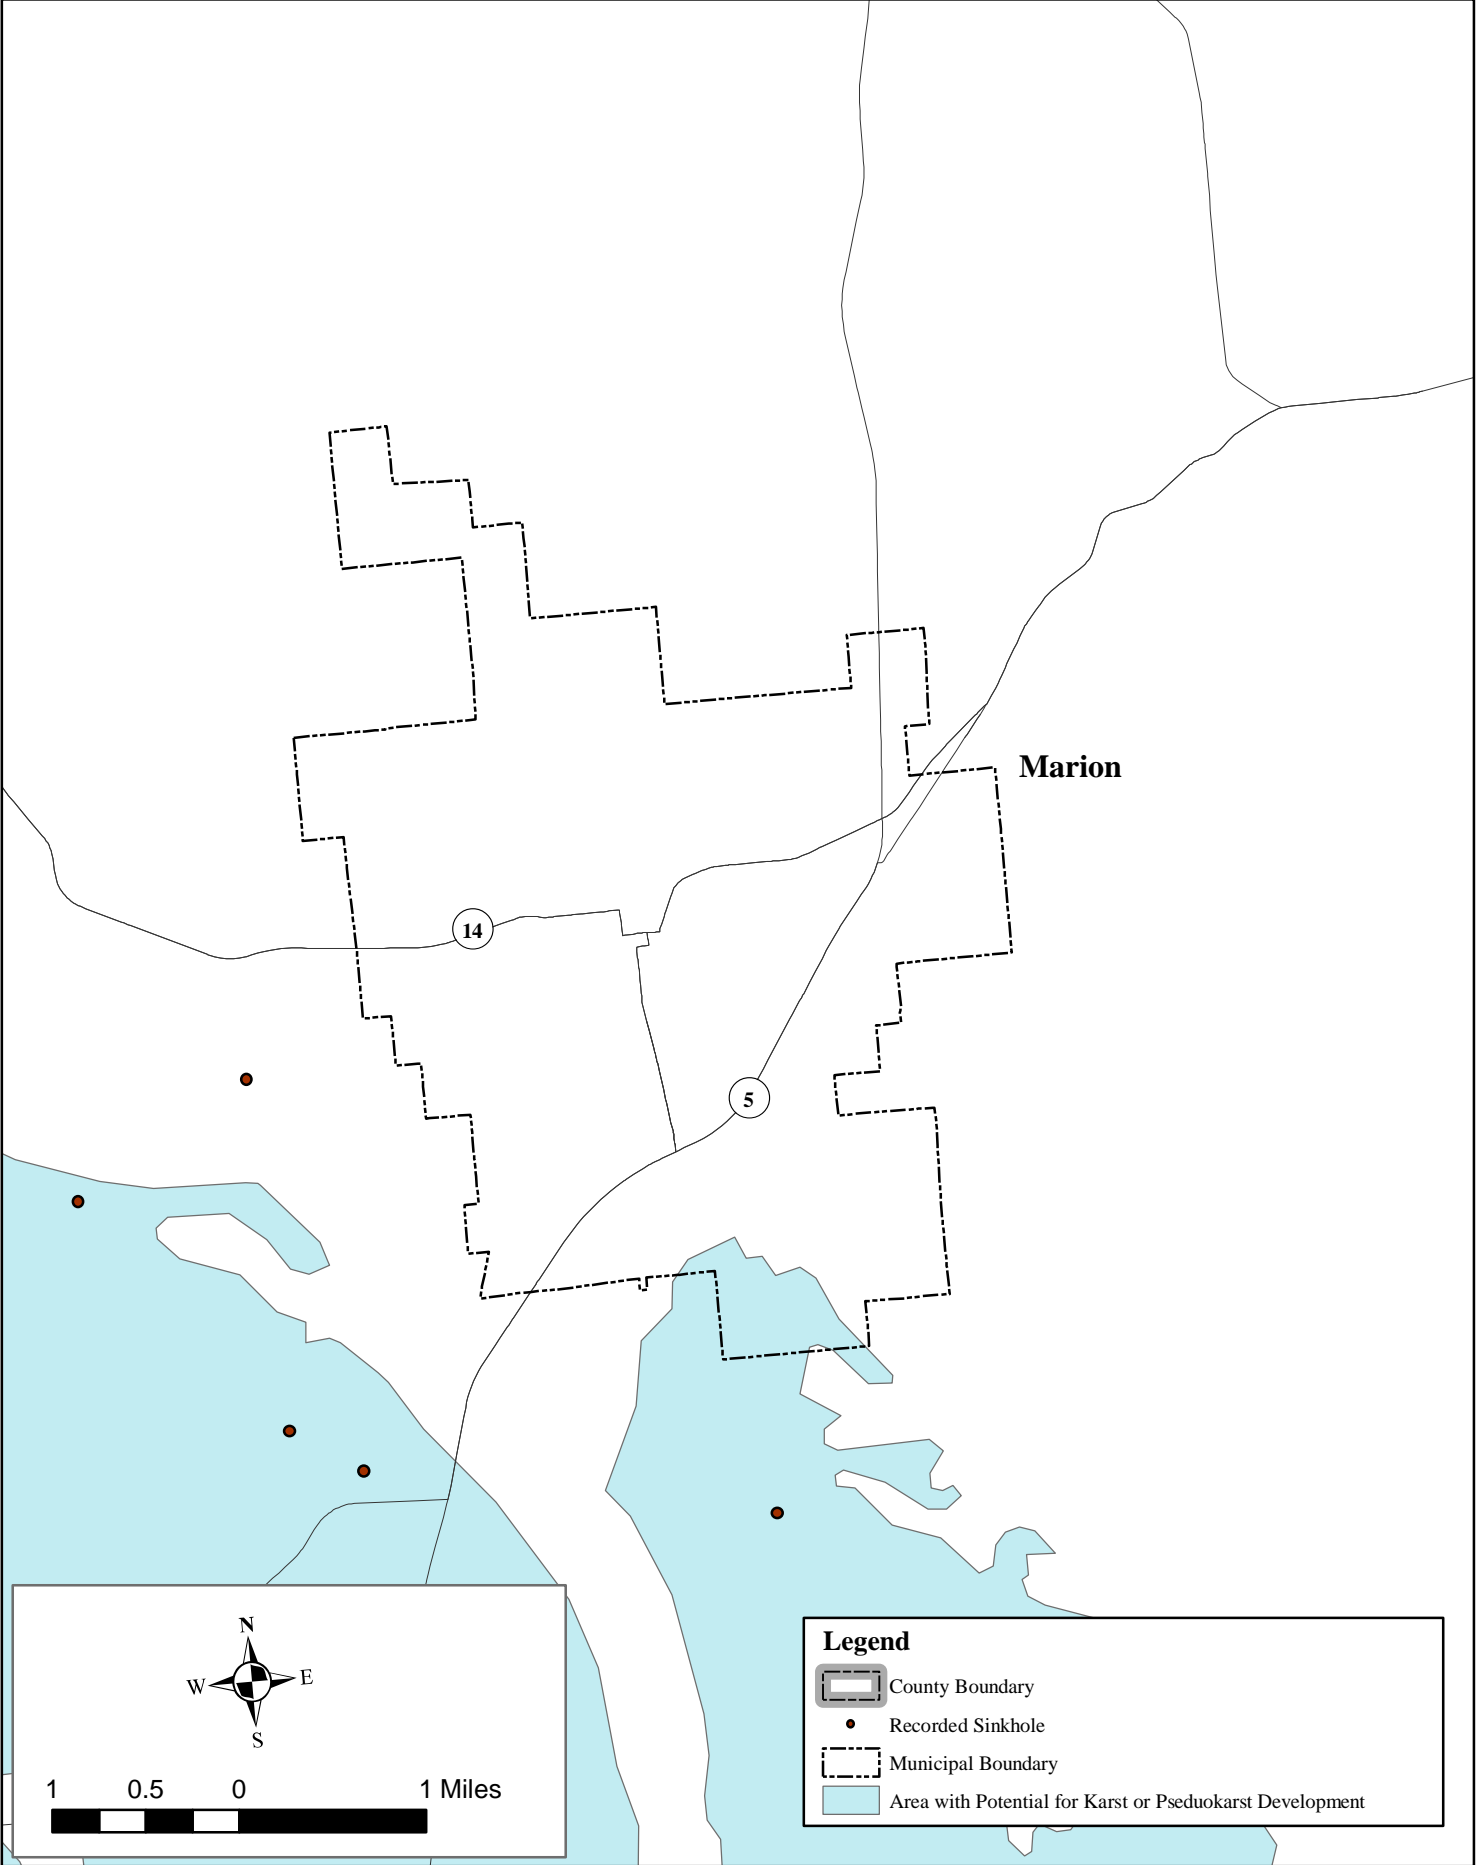 Marion
14
5
N
W E
S
1 0.5 0 1 Miles
Legend
County Boundary
Recorded Sinkhole
Municipal Boundary
Area with Potential for Karst or Pseduokarst Development